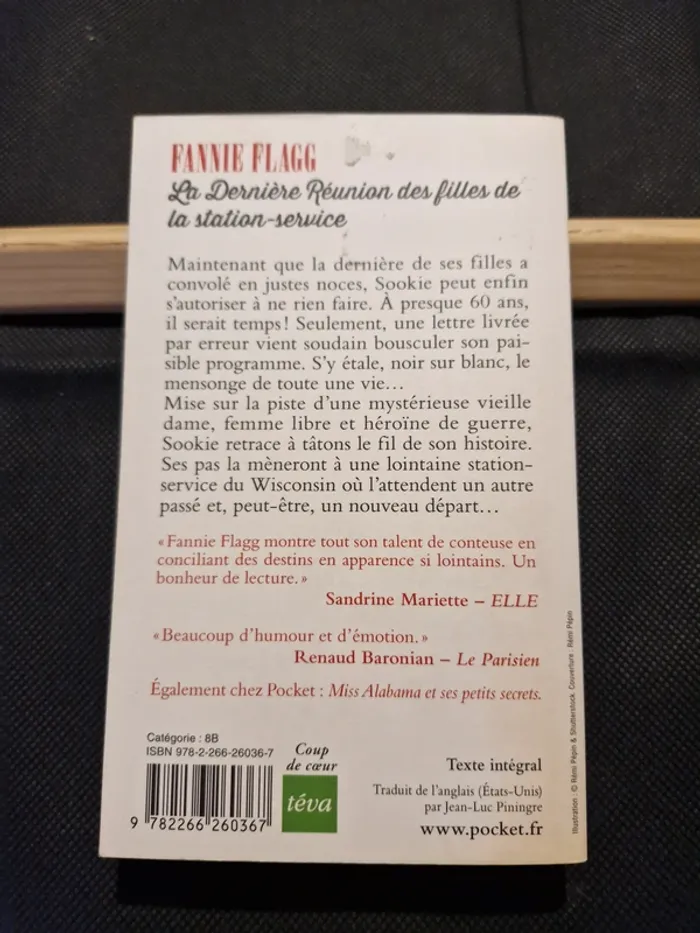 FANNIE FLAGG
La Dernière Réunion des filles de
la station-service
Maintenant que la dernière de ses filles a
convolé en justes noces, Sookie peut enfin
s'autoriser à ne rien faire. À presque 60 ans,
il serait temps ! Seulement, une lettre livrée
par erreur vient soudain bousculer son pai-
sible programme. S'y étale, noir sur blanc, le
mensonge de toute une vie…
Mise sur la piste d'une mystérieuse vieille
dame, femme libre et héroïne de guerre,
Sookie retrace à tâtons le fil de son histoire.
Ses pas la mèneront à une lointaine station-
service du Wisconsin où l'attendent un autre
passé et, peut-être, un nouveau départ…
« Fannie Flagg montre tout son talent de conteuse en
conciliant des destins en apparence si lointains. Un
bonheur de lecture. »
Sandrine Mariette – ELLE
« Beaucoup d'humour et d'émotion. »
Renaud Baronian – Le Parisien
Également chez Pocket : Miss Alabama et ses petits secrets.
Catégorie : 8B
ISBN 978-2-266-26036-7
9 782266 260367
Coup
de cœur
téva
Texte intégral
Traduit de l'anglais (États-Unis)
par Jean-Luc Piningre
www.pocket.fr
Illustration : © Rémi Pépin & Shutterstock Couverture : Rémi Pépin